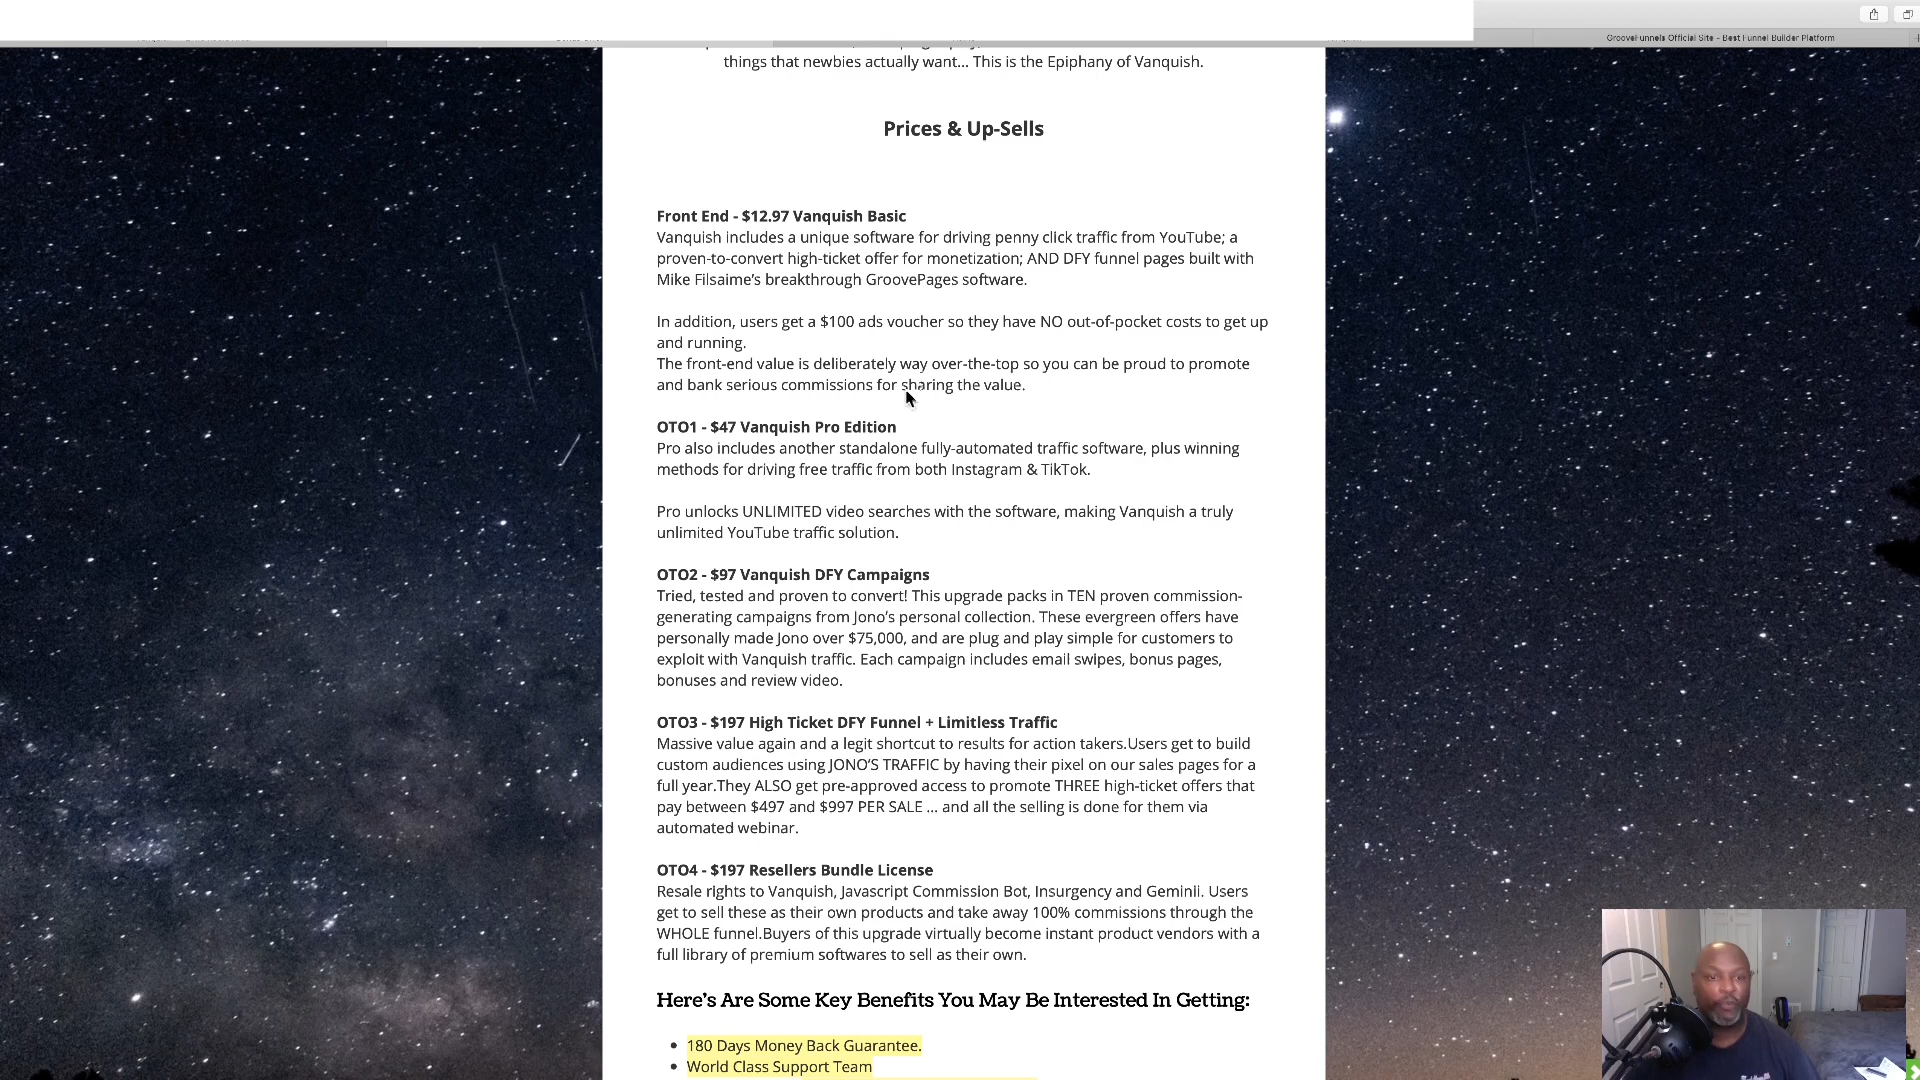 GrooveFunnels Official Site - Best Funnel Builder Platform
things that newbies actually want... This is the Epiphany of Vanquish.
Prices & Up-Sells
Front End - $12.97 Vanquish Basic
Vanquish includes a unique software for driving penny click traffic from YouTube; a
proven-to-convert high-ticket offer for monetization; AND DFY funnel pages built with
Mike Filsaime’s breakthrough GroovePages software.
In addition, users get a $100 ads voucher so they have NO out-of-pocket costs to get up
and running.
The front-end value is deliberately way over-the-top so you can be proud to promote
and bank serious commissions for sharing the value.
OTO1 - $47 Vanquish Pro Edition
Pro also includes another standalone fully-automated traffic software, plus winning
methods for driving free traffic from both Instagram & TikTok.
Pro unlocks UNLIMITED video searches with the software, making Vanquish a truly
unlimited YouTube traffic solution.
OTO2 - $97 Vanquish DFY Campaigns
Tried, tested and proven to convert! This upgrade packs in TEN proven commission-
generating campaigns from Jono’s personal collection. These evergreen offers have
personally made Jono over $75,000, and are plug and play simple for customers to
exploit with Vanquish traffic. Each campaign includes email swipes, bonus pages,
bonuses and review video.
OTO3 - $197 High Ticket DFY Funnel + Limitless Traffic
Massive value again and a legit shortcut to results for action takers.Users get to build
custom audiences using JONO’S TRAFFIC by having their pixel on our sales pages for a
full year.They ALSO get pre-approved access to promote THREE high-ticket offers that
pay between $497 and $997 PER SALE ... and all the selling is done for them via
automated webinar.
OTO4 - $197 Resellers Bundle License
Resale rights to Vanquish, Javascript Commission Bot, Insurgency and Geminii. Users
get to sell these as their own products and take away 100% commissions through the
WHOLE funnel.Buyers of this upgrade virtually become instant product vendors with a
full library of premium softwares to sell as their own.
Here’s Are Some Key Benefits You May Be Interested In Getting:
• 180 Days Money Back Guarantee.
• World Class Support Team